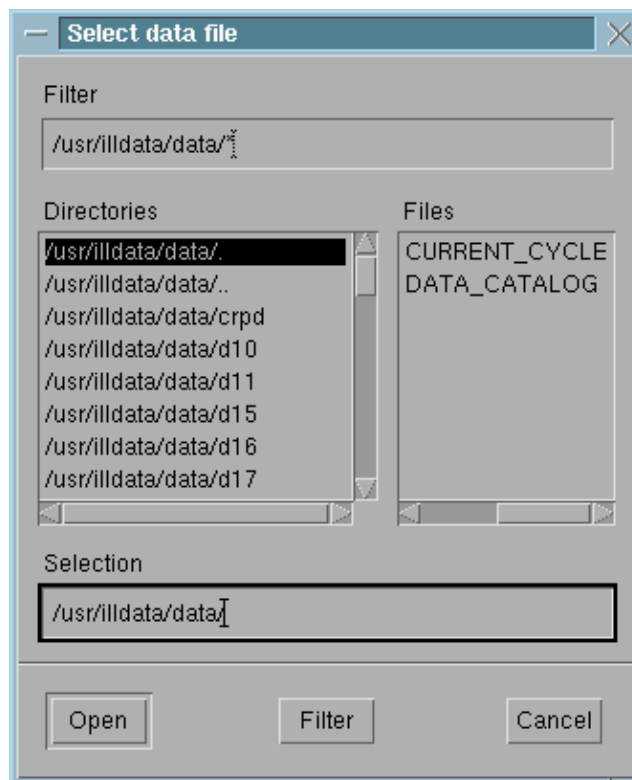 Select data file
Filter
/usr/illdata/data/*
Directories
/usr/illdata/data/.
/usr/illdata/data/..
/usr/illdata/data/crpd
/usr/illdata/data/d10
/usr/illdata/data/d11
/usr/illdata/data/d15
/usr/illdata/data/d16
/usr/illdata/data/d17
Files
CURRENT_CYCLE
DATA_CATALOG
Selection
/usr/illdata/data/
Open
Filter
Cancel